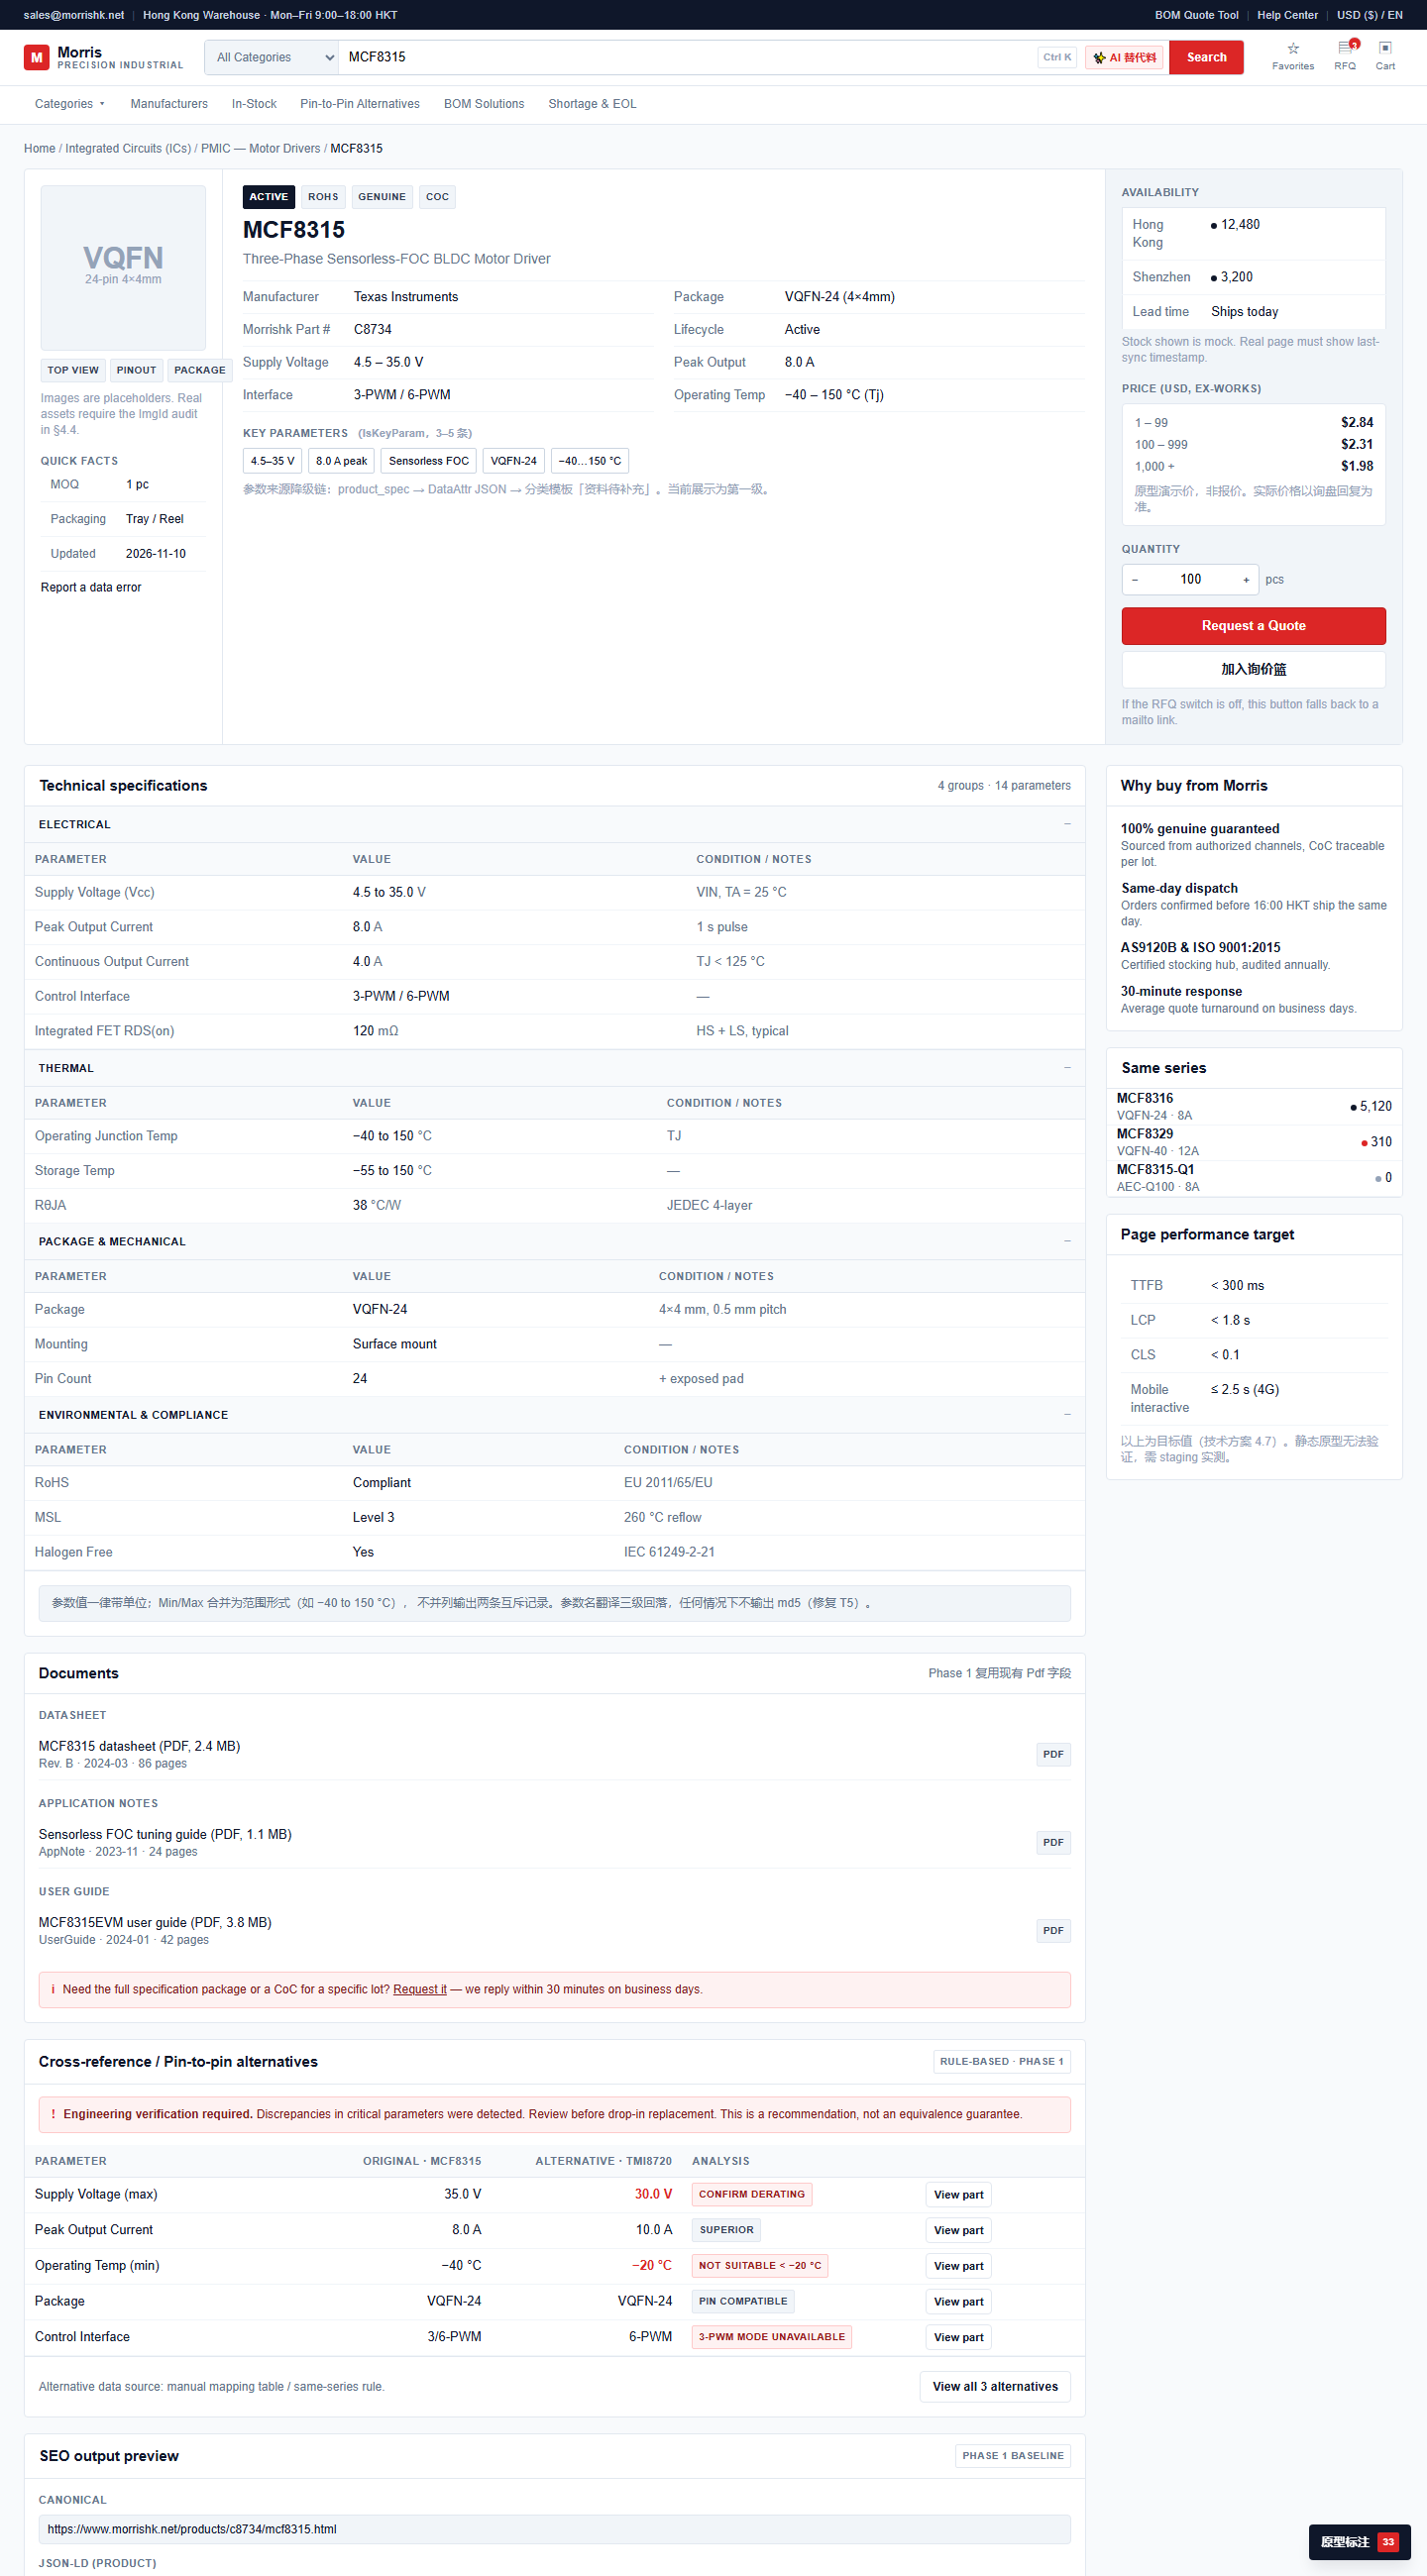 sales@morrishk.net | Hong Kong Warehouse · Mon–Fri 9:00–18:00 HKT
BOM Quote Tool | Help Center | USD ($) / EN
M
Morris
PRECISION INDUSTRIAL
All Categories
MCF8315
Ctrl K
AI 替代料
Search
Favorites
3
RFQ
Cart
Categories
Manufacturers
In-Stock
Pin-to-Pin Alternatives
BOM Solutions
Shortage & EOL
Home / Integrated Circuits (ICs) / PMIC — Motor Drivers / MCF8315
VQFN
24-pin 4×4mm
TOP VIEW
PINOUT
PACKAGE
Images are placeholders. Real
assets require the ImgId audit
in §4.4.
QUICK FACTS
MOQ 1 pc
Packaging Tray / Reel
Updated 2026-11-10
Report a data error
ACTIVE ROHS GENUINE COC
MCF8315
Three-Phase Sensorless-FOC BLDC Motor Driver
Manufacturer Texas Instruments
Package VQFN-24 (4×4mm)
Morrishk Part # C8734
Lifecycle Active
Supply Voltage 4.5 – 35.0 V
Peak Output 8.0 A
Interface 3-PWM / 6-PWM
Operating Temp −40 – 150 °C (Tj)
KEY PARAMETERS (IsKeyParam，3–5 条)
4.5–35 V
8.0 A peak
Sensorless FOC
VQFN-24
−40…150 °C
参数来源降级链：product_spec → DataAttr JSON → 分类模板「资料待补充」。当前展示为第一级。
AVAILABILITY
Hong
Kong
● 12,480
Shenzhen ● 3,200
Lead time Ships today
Stock shown is mock. Real page must show last-
sync timestamp.
PRICE (USD, EX-WORKS)
1 – 99 $2.84
100 – 999 $2.31
1,000 + $1.98
原型演示价，非报价。实际价格以询盘回复为
准。
QUANTITY
− 100 + pcs
Request a Quote
加入询价篮
If the RFQ switch is off, this button falls back to a
mailto link.
Technical specifications
4 groups · 14 parameters
ELECTRICAL −
PARAMETER VALUE CONDITION / NOTES
Supply Voltage (Vcc) 4.5 to 35.0 V VIN, TA = 25 °C
Peak Output Current 8.0 A 1 s pulse
Continuous Output Current 4.0 A TJ < 125 °C
Control Interface 3-PWM / 6-PWM —
Integrated FET RDS(on) 120 mΩ HS + LS, typical
THERMAL −
PARAMETER VALUE CONDITION / NOTES
Operating Junction Temp −40 to 150 °C TJ
Storage Temp −55 to 150 °C —
RθJA 38 °C/W JEDEC 4-layer
PACKAGE & MECHANICAL −
PARAMETER VALUE CONDITION / NOTES
Package VQFN-24 4×4 mm, 0.5 mm pitch
Mounting Surface mount —
Pin Count 24 + exposed pad
ENVIRONMENTAL & COMPLIANCE −
PARAMETER VALUE CONDITION / NOTES
RoHS Compliant EU 2011/65/EU
MSL Level 3 260 °C reflow
Halogen Free Yes IEC 61249-2-21
参数值一律带单位；Min/Max 合并为范围形式（如 −40 to 150 °C），不并列输出两条互斥记录。参数名翻译三级回落，任何情况下不输出 md5（修复 T5）。
Why buy from Morris
100% genuine guaranteed
Sourced from authorized channels, CoC traceable
per lot.
Same-day dispatch
Orders confirmed before 16:00 HKT ship the same
day.
AS9120B & ISO 9001:2015
Certified stocking hub, audited annually.
30-minute response
Average quote turnaround on business days.
Same series
MCF8316
VQFN-24 · 8A
● 5,120
MCF8329
VQFN-40 · 12A
● 310
MCF8315-Q1
AEC-Q100 · 8A
● 0
Page performance target
TTFB < 300 ms
LCP < 1.8 s
CLS < 0.1
Mobile
interactive
≤ 2.5 s (4G)
以上为目标值（技术方案 4.7）。静态原型无法验
证，需 staging 实测。
Documents
Phase 1 复用现有 Pdf 字段
DATASHEET
MCF8315 datasheet (PDF, 2.4 MB)
Rev. B · 2024-03 · 86 pages
PDF
APPLICATION NOTES
Sensorless FOC tuning guide (PDF, 1.1 MB)
AppNote · 2023-11 · 24 pages
PDF
USER GUIDE
MCF8315EVM user guide (PDF, 3.8 MB)
UserGuide · 2024-01 · 42 pages
PDF
i Need the full specification package or a CoC for a specific lot? Request it — we reply within 30 minutes on business days.
Cross-reference / Pin-to-pin alternatives
RULE-BASED · PHASE 1
! Engineering verification required. Discrepancies in critical parameters were detected. Review before drop-in replacement. This is a recommendation, not an equivalence guarantee.
PARAMETER ORIGINAL · MCF8315 ALTERNATIVE · TMI8720 ANALYSIS
Supply Voltage (max) 35.0 V 30.0 V CONFIRM DERATING View part
Peak Output Current 8.0 A 10.0 A SUPERIOR View part
Operating Temp (min) −40 °C −20 °C NOT SUITABLE < −20 °C View part
Package VQFN-24 VQFN-24 PIN COMPATIBLE View part
Control Interface 3/6-PWM 6-PWM 3-PWM MODE UNAVAILABLE View part
Alternative data source: manual mapping table / same-series rule.
View all 3 alternatives
SEO output preview
PHASE 1 BASELINE
CANONICAL
https://www.morrishk.net/products/c8734/mcf8315.html
JSON-LD (PRODUCT)
原型标注 33